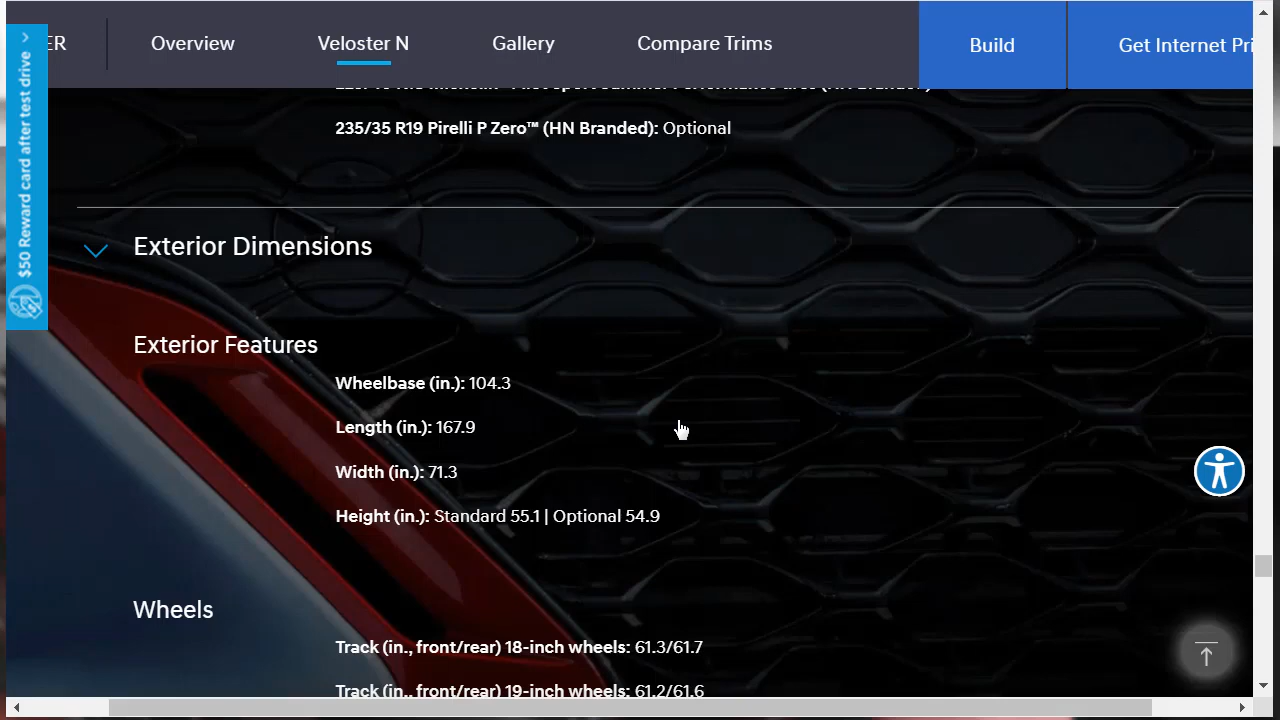 ER
Overview
Veloster N
Gallery
Compare Trims
Build
Get Internet Pri
$50 Reward card after test drive
235/35 R19 Pirelli P Zero™ (HN Branded): Optional
Exterior Dimensions
Exterior Features
Wheelbase (in.): 104.3
Length (in.): 167.9
Width (in.): 71.3
Height (in.): Standard 55.1 | Optional 54.9
Wheels
Track (in., front/rear) 18-inch wheels: 61.3/61.7
Track (in., front/rear) 19-inch wheels: 61.2/61.6